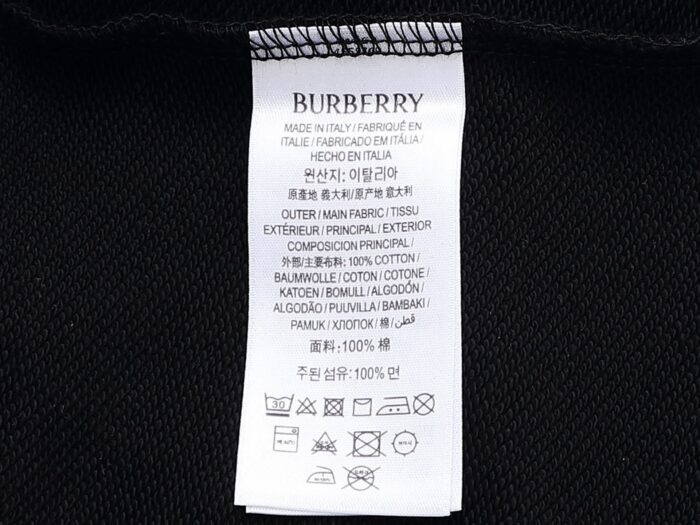 BURBERRY
MADE IN ITALY / FABRIQUÉ EN
ITALIE / FABRICADO EM ITÁLIA /
HECHO EN ITALIA
원산지: 이탈리아
原產地 義大利/原产地 意大利
OUTER / MAIN FABRIC / TISSU
EXTÉRIEUR / PRINCIPAL / EXTERIOR
COMPOSICION PRINCIPAL /
外部/主要布料: 100% COTTON /
BAUMWOLLE / COTON / COTONE /
KATOEN / BOMULL / ALGODÓN /
ALGODÃO / PUUVILLA / BAMBAKI /
PAMUK / ХЛОПОК / 棉 / قطن
面料: 100% 棉
주된 섬유: 100% 면
30